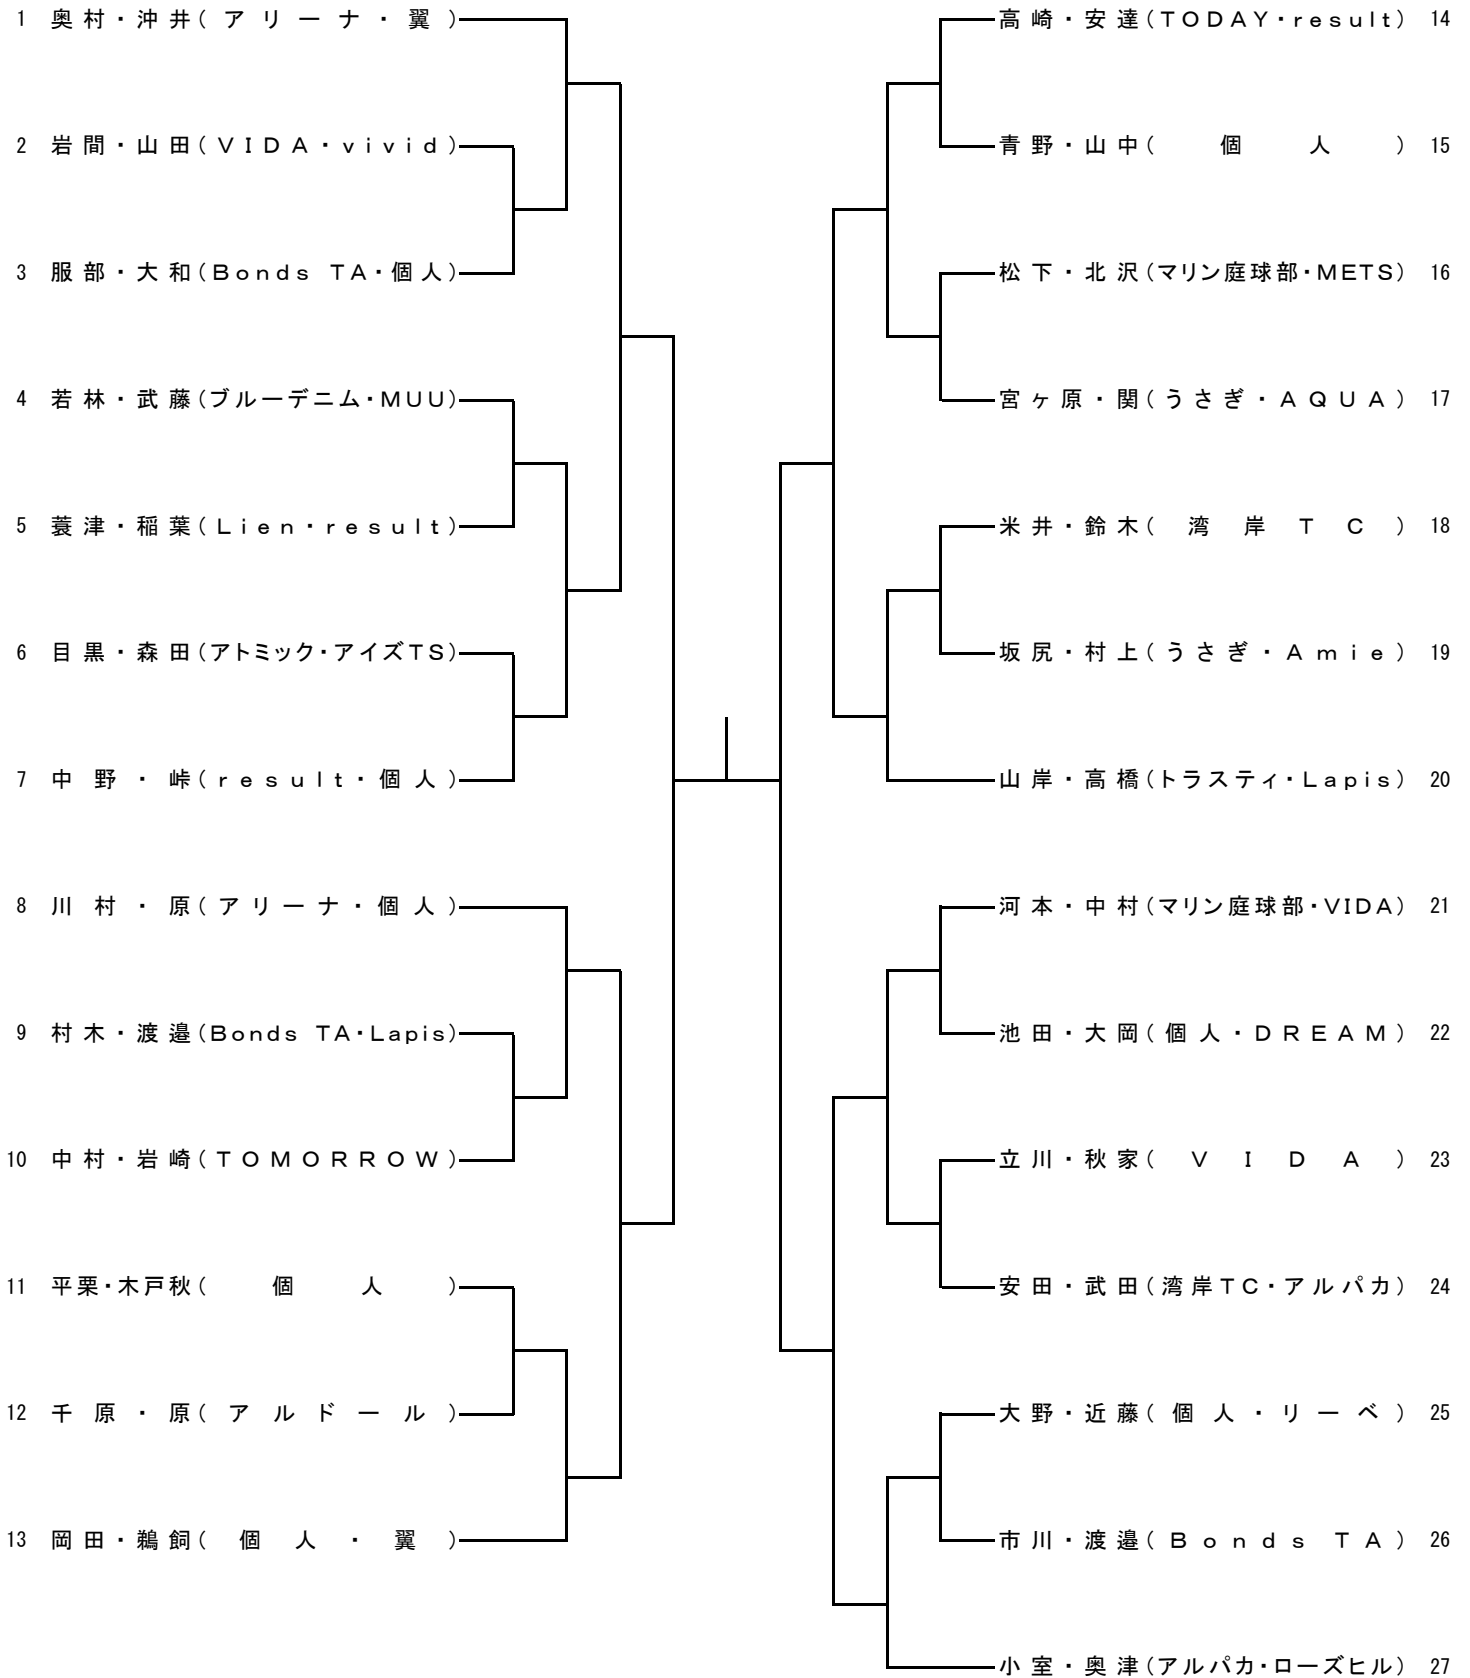 1 奥村・沖井(アリーナ・翼)
2 岩間・山田(VIDA・vivid)
3 服部・大和(Bonds TA・個人)
4 若林・武藤(ブルーデニム・MUU)
5 蓑津・稲葉(Lien・result)
6 目黒・森田(アトミック・アイズTS)
7 中野・峠(result・個人)
8 川村・原(アリーナ・個人)
9 村木・渡邉(Bonds TA・Lapis)
10 中村・岩崎(TOMORROW)
11 平栗・木戸秋(個人)
12 千原・原(アルドール)
13 岡田・鵜飼(個人・翼)
高崎・安達(TODAY・result) 14
青野・山中(個人) 15
松下・北沢(マリン庭球部・METS) 16
宮ヶ原・関(うさぎ・AQUA) 17
米井・鈴木(湾岸TC) 18
坂尻・村上(うさぎ・Amie) 19
山岸・高橋(トラスティ・Lapis) 20
河本・中村(マリン庭球部・VIDA) 21
池田・大岡(個人・DREAM) 22
立川・秋家(VIDA) 23
安田・武田(湾岸TC・アルパカ) 24
大野・近藤(個人・リーベ) 25
市川・渡邉(Bonds TA) 26
小室・奥津(アルパカ・ローズヒル) 27